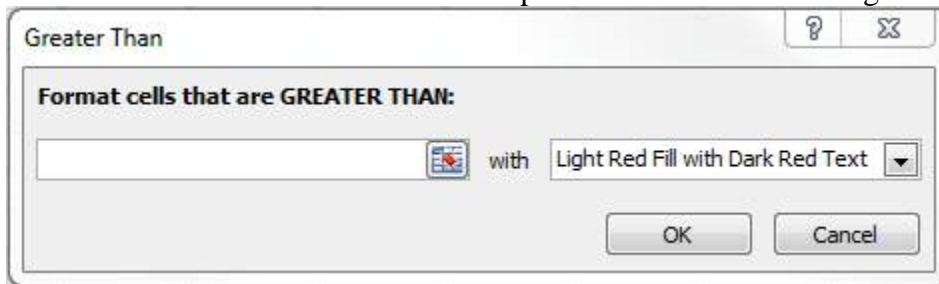 Greater Than
Format cells that are GREATER THAN:
with Light Red Fill with Dark Red Text
OK Cancel